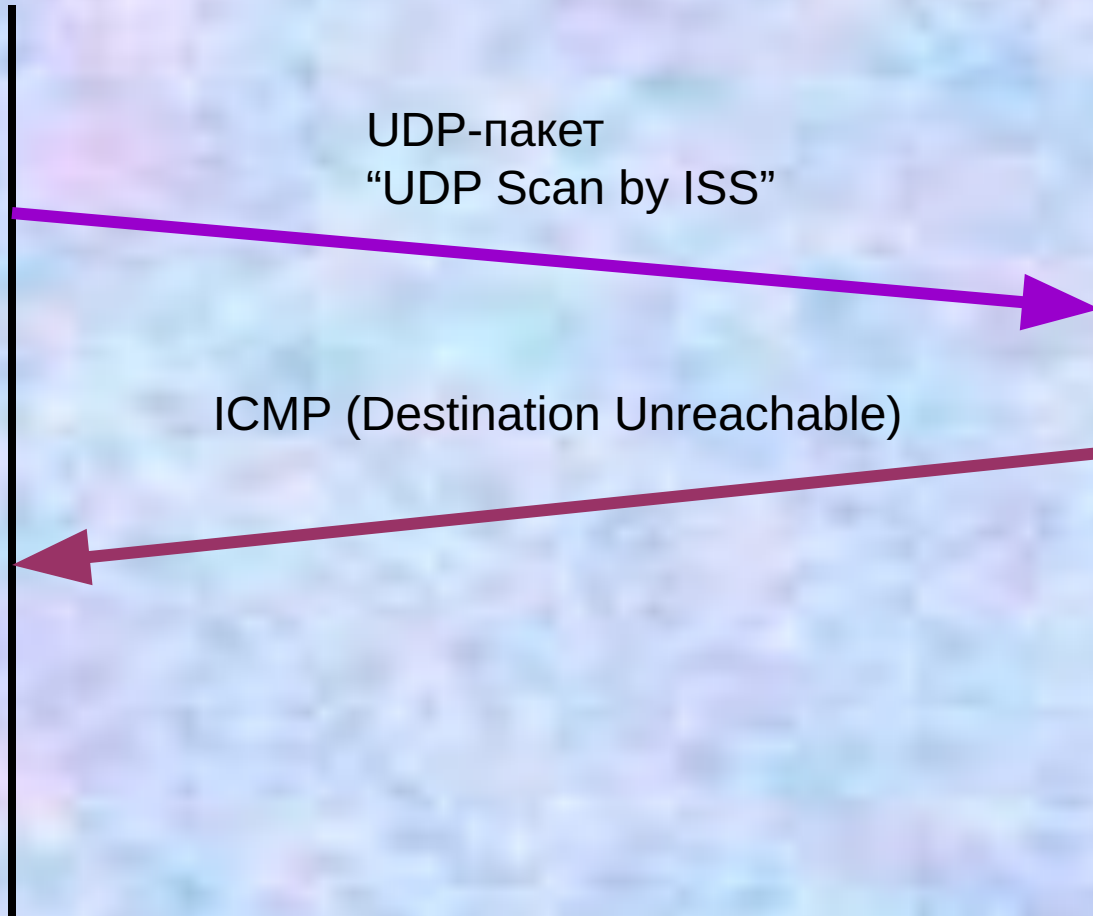 UDP-пакет
“UDP Scan by ISS”
ICMP (Destination Unreachable)